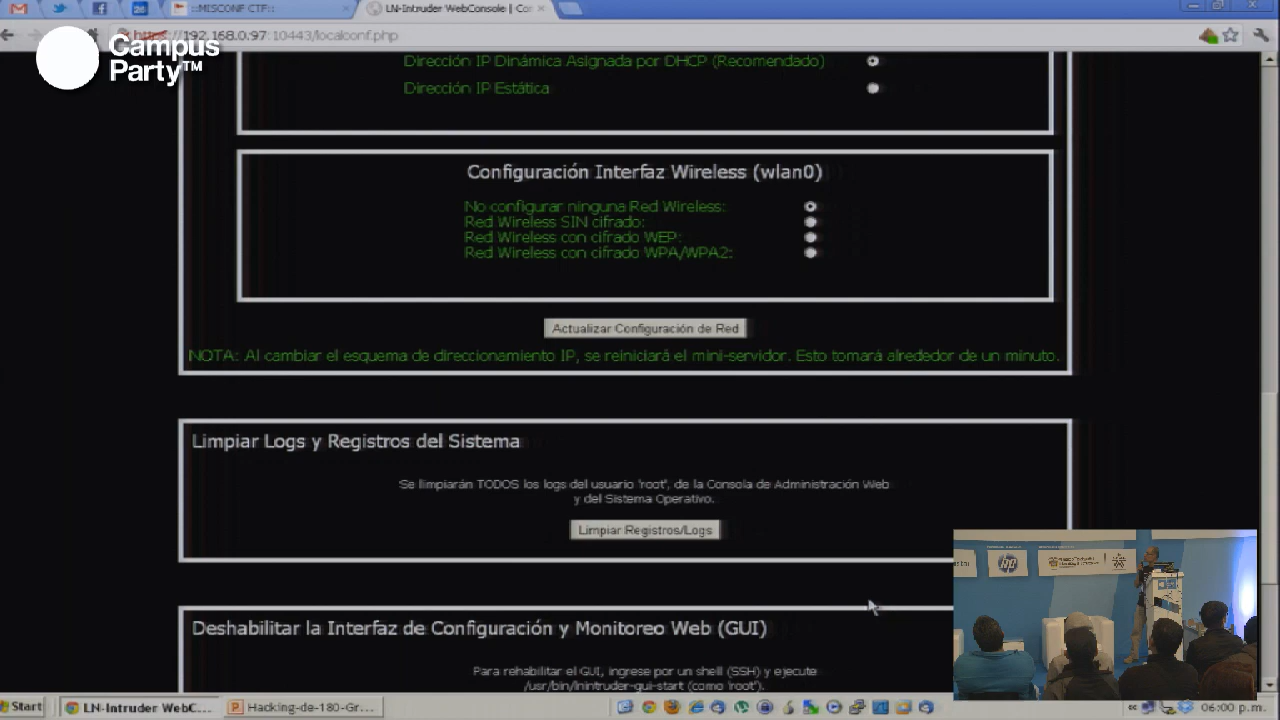 ::MISCONF CTF::
LN-Intruder WebConsole | Con
https://192.168.0.97:10443/localconf.php
Campus
Party™
Dirección IP Dinámica Asignada por DHCP (Recomendado)
Dirección IP Estática
Configuración Interfaz Wireless (wlan0)
No configurar ninguna Red Wireless:
Red Wireless SIN cifrado:
Red Wireless con cifrado WEP:
Red Wireless con cifrado WPA/WPA2:
Actualizar Configuración de Red
NOTA: Al cambiar el esquema de direccionamiento IP, se reiniciará el mini-servidor. Esto tomará alrededor de un minuto.
Limpiar Logs y Registros del Sistema
Se limpiarán TODOS los logs del usuario 'root', de la Consola de Administración Web
y del Sistema Operativo.
Limpiar Registros/Logs
hp
Deshabilitar la Interfaz de Configuración y Monitoreo Web (GUI)
Para rehabilitar el GUI, ingrese por un shell (SSH) y ejecute
/usr/bin/lnintruder-gui-start (como 'root').
Start
LN-Intruder WebC...
Hacking-de-180-Gr...
06:00 p.m.